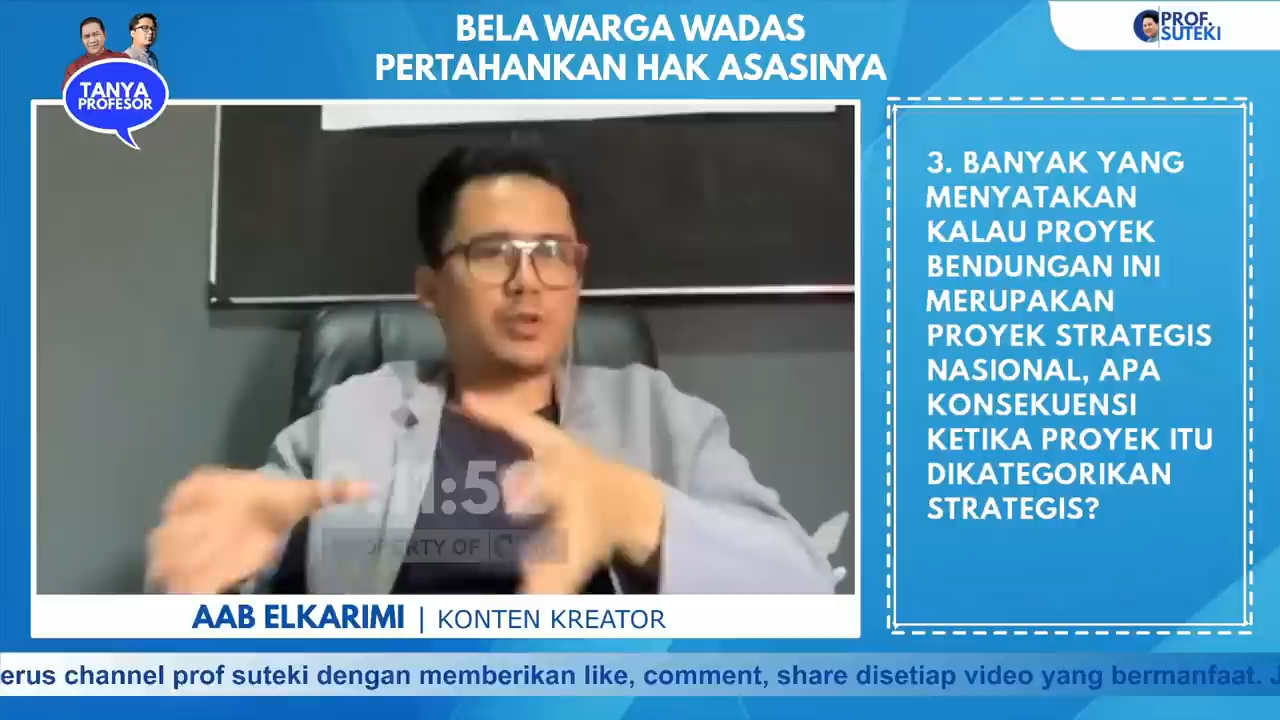 BELA WARGA WADAS
PERTAHANKAN HAK ASASINYA
PROF.
SUTEKI
TANYA
PROFESOR
3. BANYAK YANG
MENYATAKAN
KALAU PROYEK
BENDUNGAN INI
MERUPAKAN
PROYEK STRATEGIS
NASIONAL, APA
KONSEKUENSI
KETIKA PROYEK ITU
DIKATEGORIKAN
STRATEGIS?
PROPERTY OF
AAB ELKARIMI | KONTEN KREATOR
erus channel prof suteki dengan memberikan like, comment, share disetiap video yang bermanfaat. J